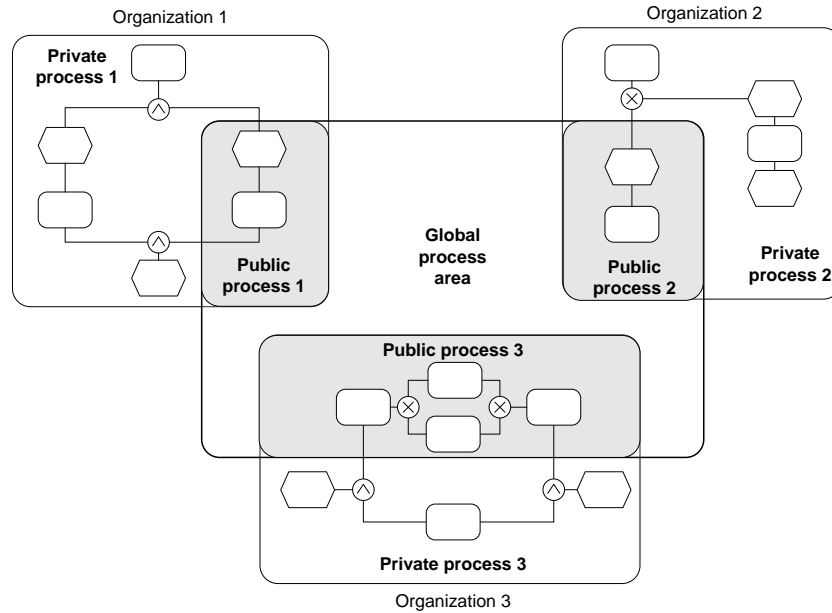 Organization 1
Organization 2
Private
process 1
Global
process
area
Public
process 1
Public
process 2
Private
process 2
Public process 3
Private process 3
Organization 3